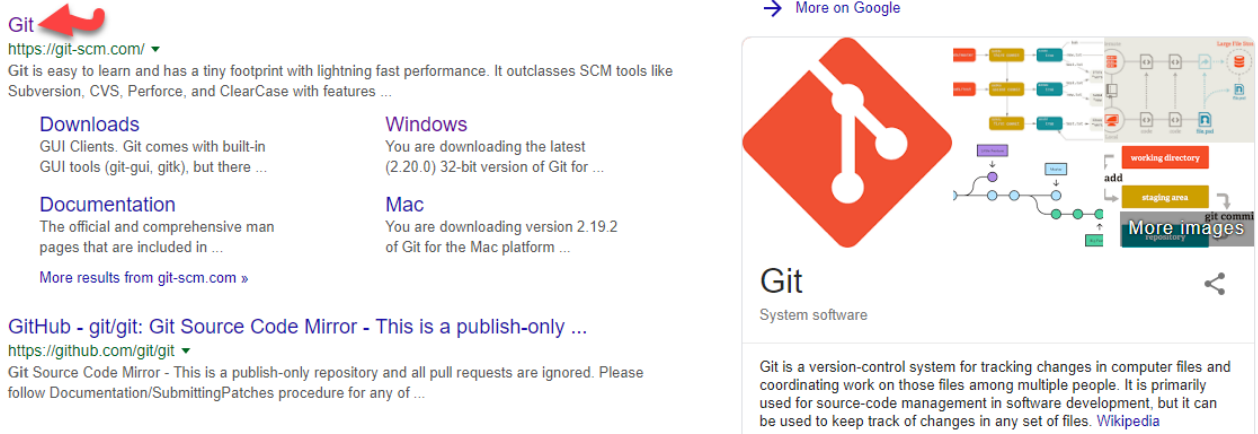 Git
https://git-scm.com/
Git is easy to learn and has a tiny footprint with lightning fast performance. It outclasses SCM tools like
Subversion, CVS, Perforce, and ClearCase with features ...
Downloads
GUI Clients. Git comes with built-in
GUI tools (git-gui, gitk), but there ...
Windows
You are downloading the latest
(2.20.0) 32-bit version of Git for ...
Documentation
The official and comprehensive man
pages that are included in ...
Mac
You are downloading version 2.19.2
of Git for the Mac platform ...
More results from git-scm.com »
GitHub - git/git: Git Source Code Mirror - This is a publish-only ...
https://github.com/git/git
Git Source Code Mirror - This is a publish-only repository and all pull requests are ignored. Please
follow Documentation/SubmittingPatches procedure for any of ...
More on Google
working directory
add
staging area
git commi
repository
More images
Git
System software
Git is a version-control system for tracking changes in computer files and
coordinating work on those files among multiple people. It is primarily
used for source-code management in software development, but it can
be used to keep track of changes in any set of files. Wikipedia